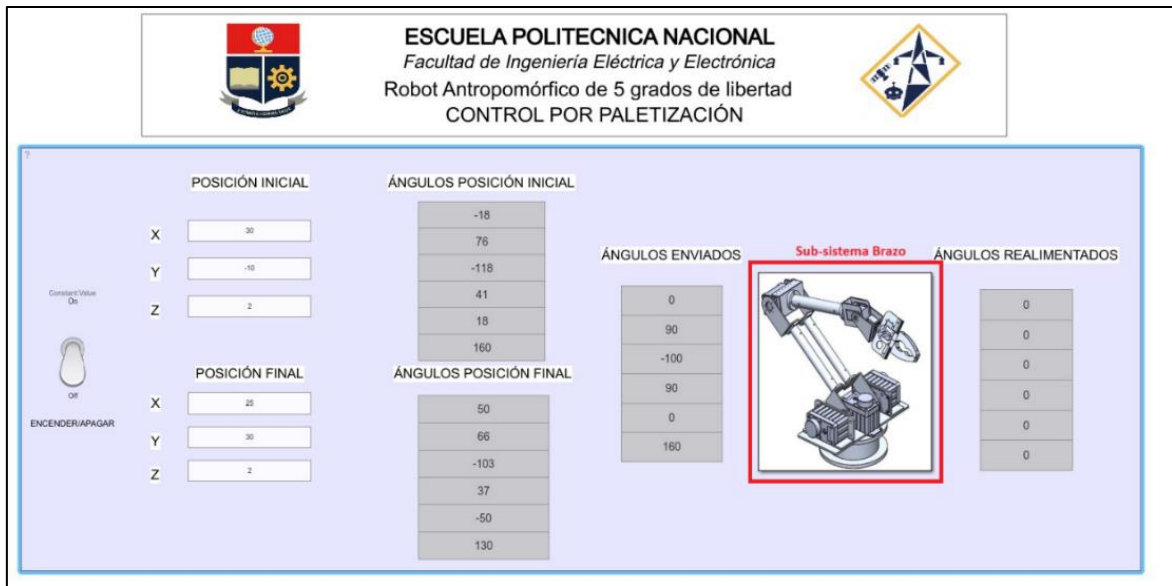 ESCUELA POLITECNICA NACIONAL
Facultad de Ingeniería Eléctrica y Electrónica
Robot Antropomórfico de 5 grados de libertad
CONTROL POR PALETIZACIÓN
?
POSICIÓN INICIAL
X 30
Y -10
Z 2
Constant Value
On
Off
ENCENDER/APAGAR
POSICIÓN FINAL
X 25
Y 30
Z 2
ÁNGULOS POSICIÓN INICIAL
-18
76
-118
41
18
160
ÁNGULOS POSICIÓN FINAL
50
66
-103
37
-50
130
ÁNGULOS ENVIADOS
0
90
-100
90
0
160
Sub-sistema Brazo
ÁNGULOS REALIMENTADOS
0
0
0
0
0
0